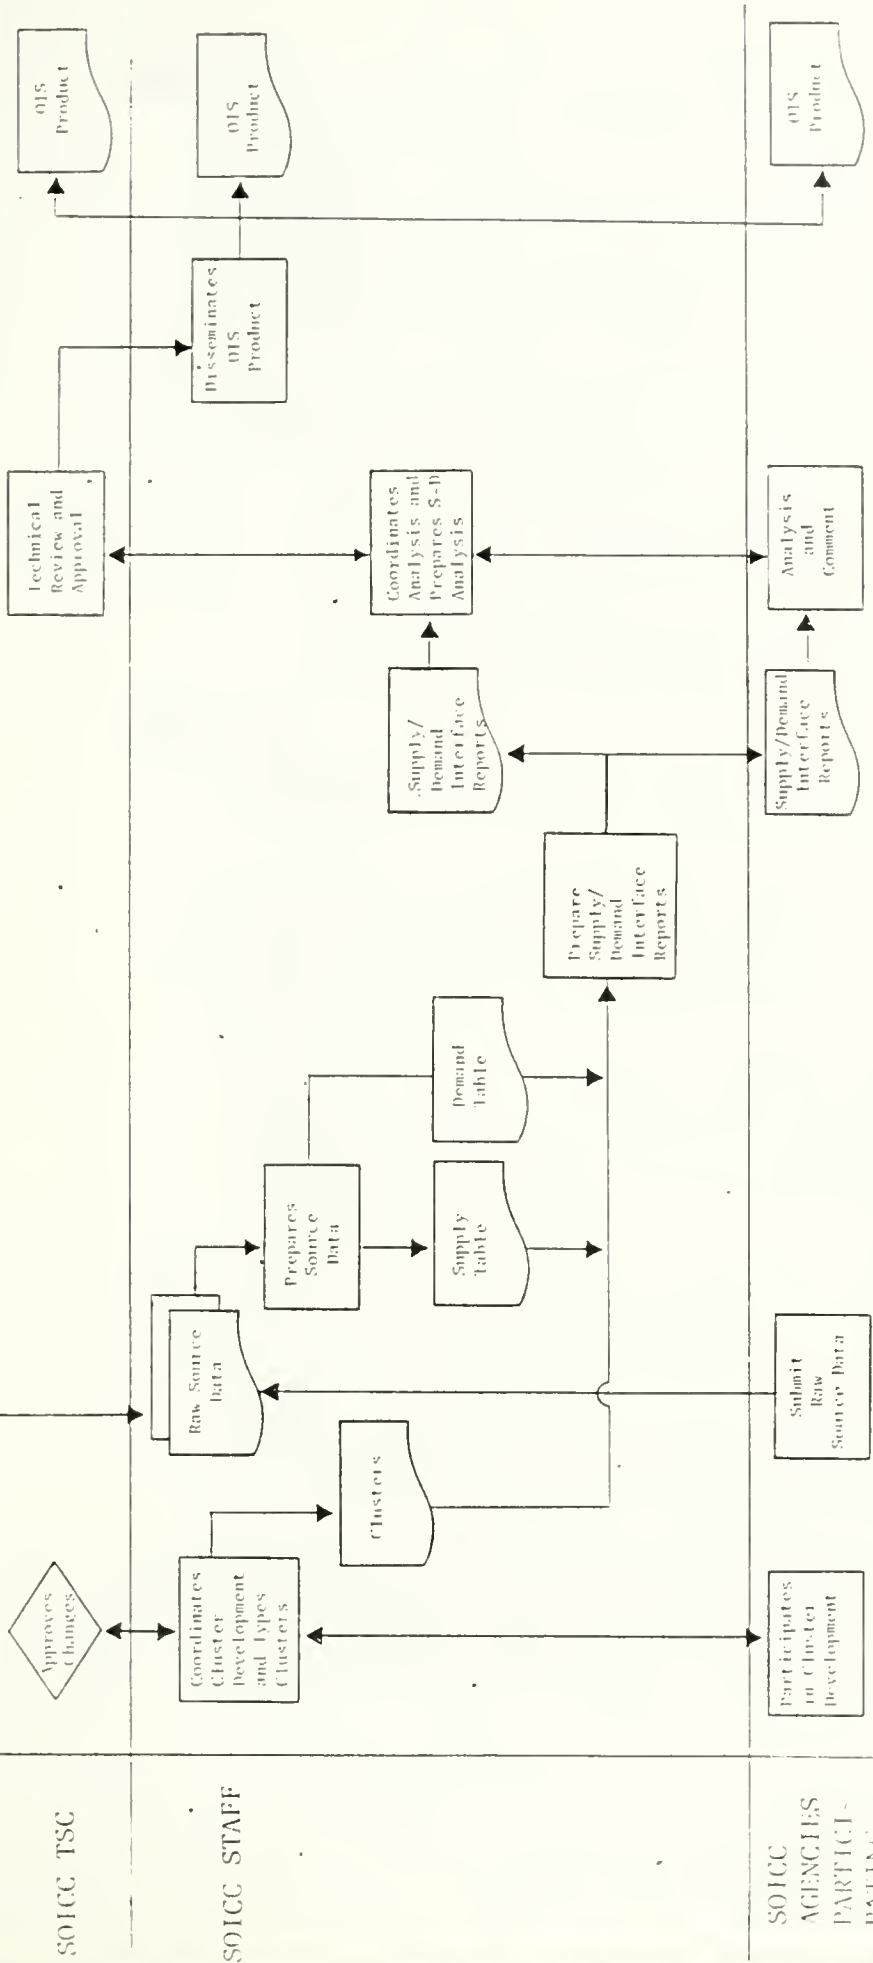 SOICC TSC
Approves
Changes
Technical
Review and
Approval
OIS
Product
SOICC STAFF
Coordinates
Cluster
Development
and Types
Clusters
Clusters
Raw Source
Data
Prepares
Source
Data
Supply
Table
Demand
Table
Prepare
Supply/
Demand
Interface
Reports
Supply/
Demand
Interface
Reports
Coordinates
Analysis and
Prepares S-D
Analysis
Disseminates
OIS
Product
OIS
Product
SOICC
AGENCIES
PARTICI-
PATING
Participates
in Cluster
Development
Submit
Raw
Source Data
Supply/Demand
Interface
Reports
Analysis
and
Comment
OIS
Product